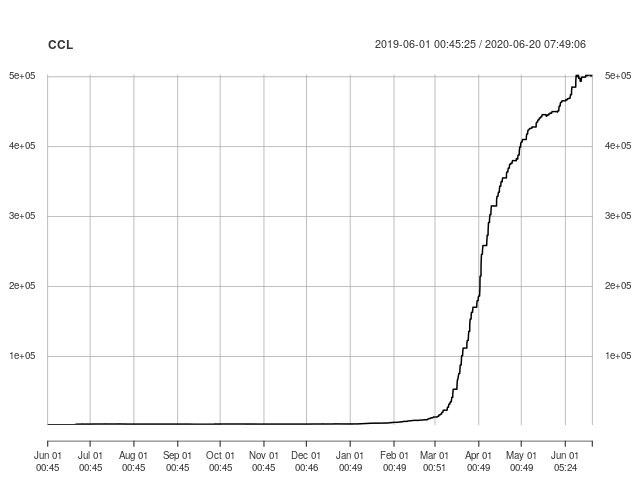 CCL 2019-06-01 00:45:25 / 2020-06-20 07:49:06
5e+05 5e+05
4e+05 4e+05
3e+05 3e+05
2e+05 2e+05
1e+05 1e+05
Jun 01 Jul 01 Aug 01 Sep 01 Oct 01 Nov 01 Dec 01 Jan 01 Feb 01 Mar 01 Apr 01 May 01 Jun 01
00:45 00:45 00:45 00:45 00:45 00:45 00:46 00:49 00:49 00:51 00:49 00:49 05:24